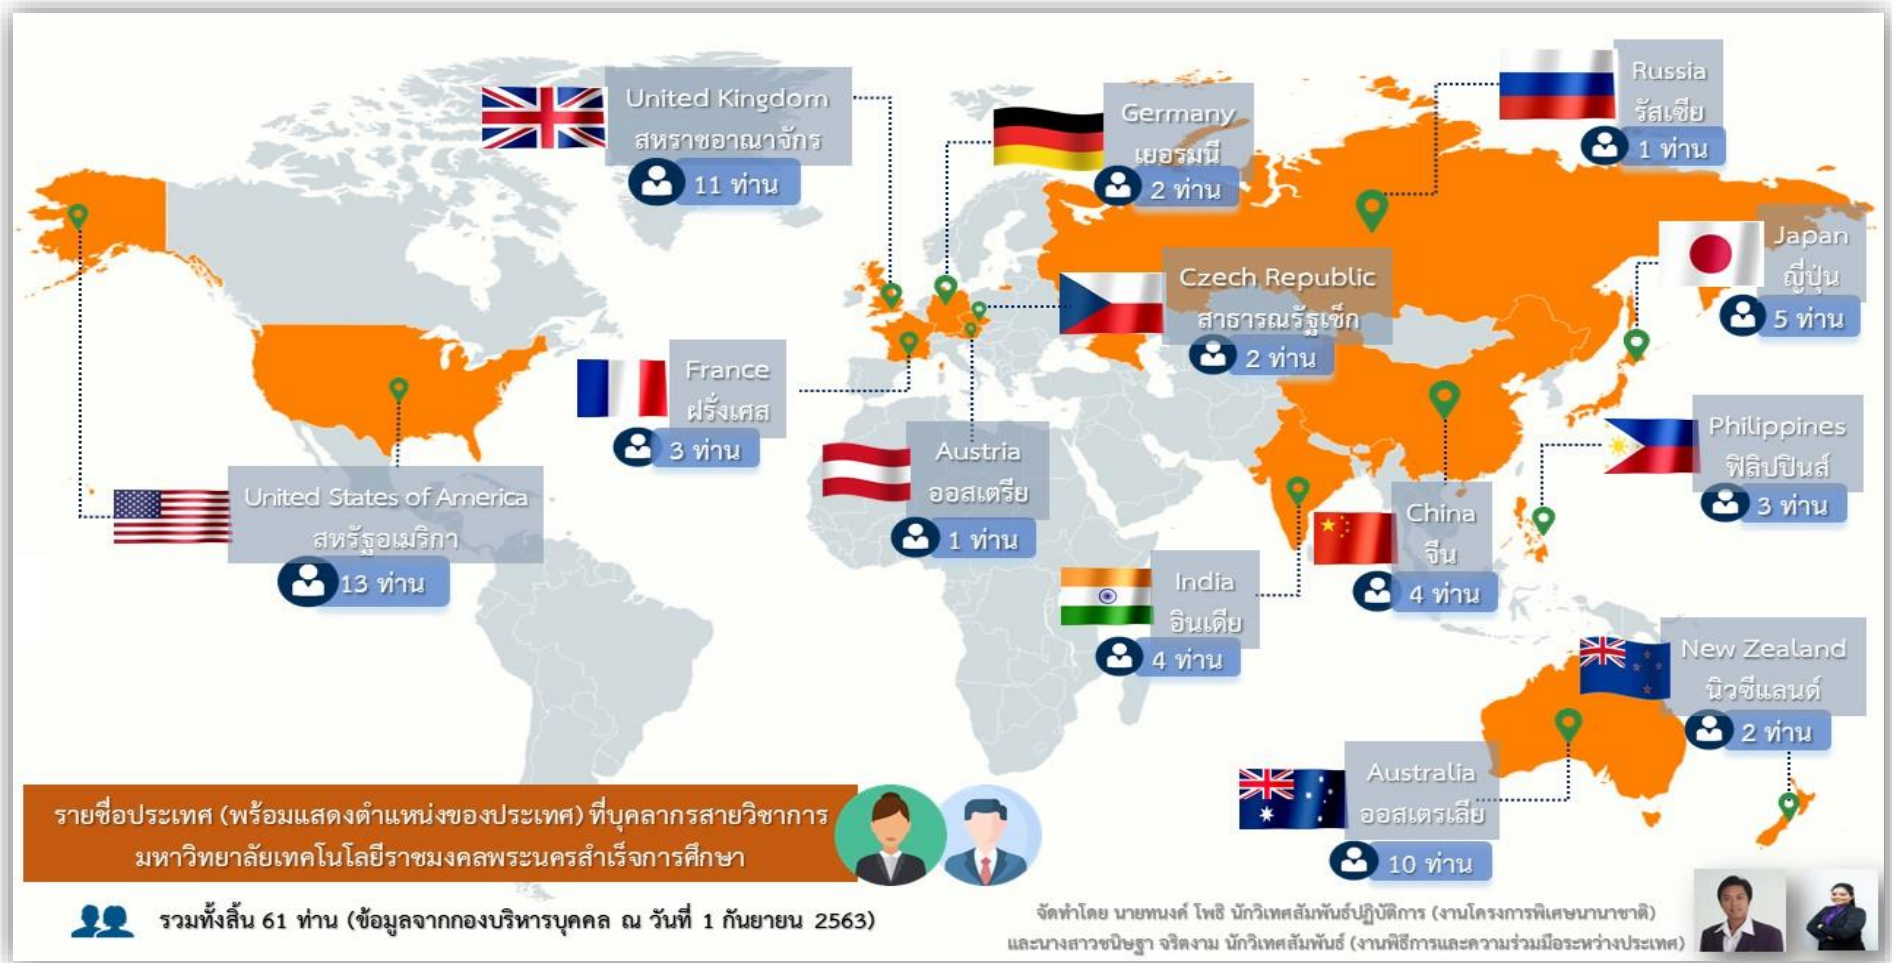 United Kingdom
สหราชอาณาจักร
11 ท่าน
Germany
เยอรมนี
2 ท่าน
Russia
รัสเซีย
1 ท่าน
Japan
ญี่ปุ่น
5 ท่าน
Czech Republic
สาธารณรัฐเช็ก
2 ท่าน
France
ฝรั่งเศส
3 ท่าน
Philippines
ฟิลิปปินส์
3 ท่าน
Austria
ออสเตรีย
1 ท่าน
United States of America
สหรัฐอเมริกา
13 ท่าน
China
จีน
4 ท่าน
India
อินเดีย
4 ท่าน
New Zealand
นิวซีแลนด์
2 ท่าน
Australia
ออสเตรเลีย
10 ท่าน
รายชื่อประเทศ (พร้อมแสดงตำแหน่งของประเทศ) ที่บุคลากรสายวิชาการ
มหาวิทยาลัยเทคโนโลยีราชมงคลพระนครสำเร็จการศึกษา
รวมทั้งสิ้น 61 ท่าน (ข้อมูลจากกองบริหารบุคคล ณ วันที่ 1 กันยายน 2563)
จัดทำโดย นายทนงค์ โพธิ นักวิเทศสัมพันธ์ปฏิบัติการ (งานโครงการพิเศษนานาชาติ)
และนางสาวชนิษฐา จริตงาม นักวิเทศสัมพันธ์ (งานพิธีการและความร่วมมือระหว่างประเทศ)